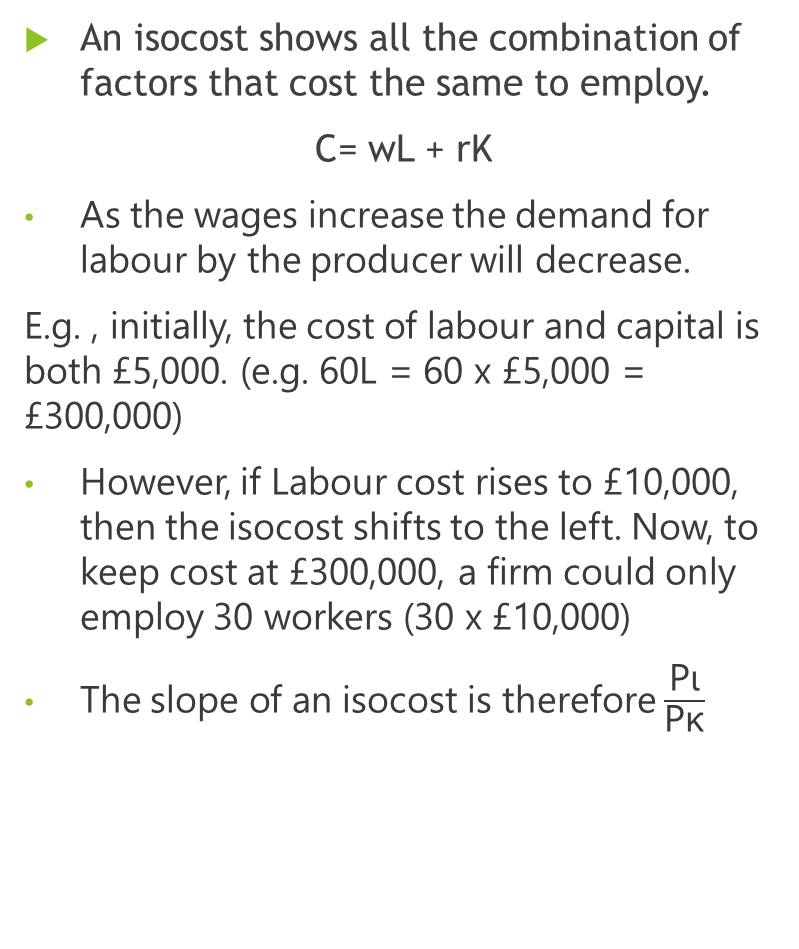 ▶ An isocost shows all the combination of
factors that cost the same to employ.
C= wL + rK
• As the wages increase the demand for
labour by the producer will decrease.
E.g. , initially, the cost of labour and capital is
both £5,000. (e.g. 60L = 60 x £5,000 =
£300,000)
• However, if Labour cost rises to £10,000,
then the isocost shifts to the left. Now, to
keep cost at £300,000, a firm could only
employ 30 workers (30 x £10,000)
• The slope of an isocost is therefore Pʟ/Pᴋ